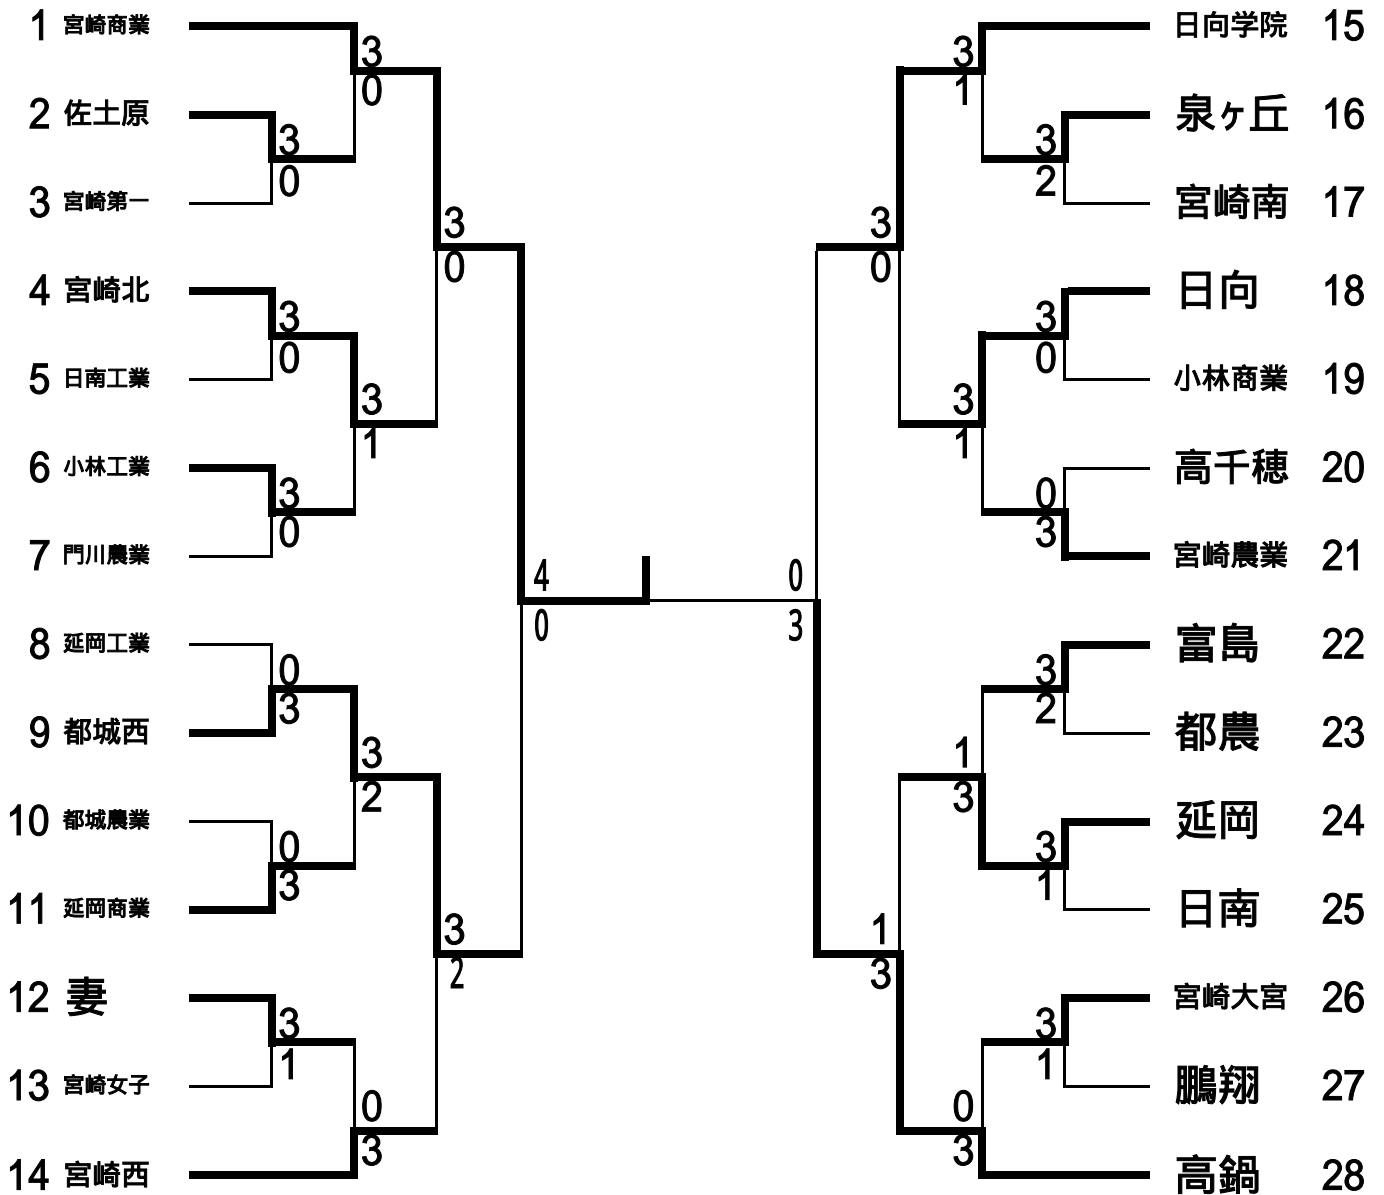 1 宮崎商業
2 佐土原
3 宮崎第一
4 宮崎北
5 日南工業
6 小林工業
7 門川農業
8 延岡工業
9 都城西
10 都城農業
11 延岡商業
12 妻
13 宮崎女子
14 宮崎西
3
0
3
0
3
0
3
0
3
1
3
0
0
3
3
2
0
3
3
2
3
1
0
3
4
0
0
3
3
1
3
2
3
0
3
0
3
1
0
3
3
2
1
3
3
1
1
3
3
1
0
3
日向学院 15
泉ヶ丘 16
宮崎南 17
日向 18
小林商業 19
高千穂 20
宮崎農業 21
富島 22
都農 23
延岡 24
日南 25
宮崎大宮 26
鵬翔 27
高鍋 28